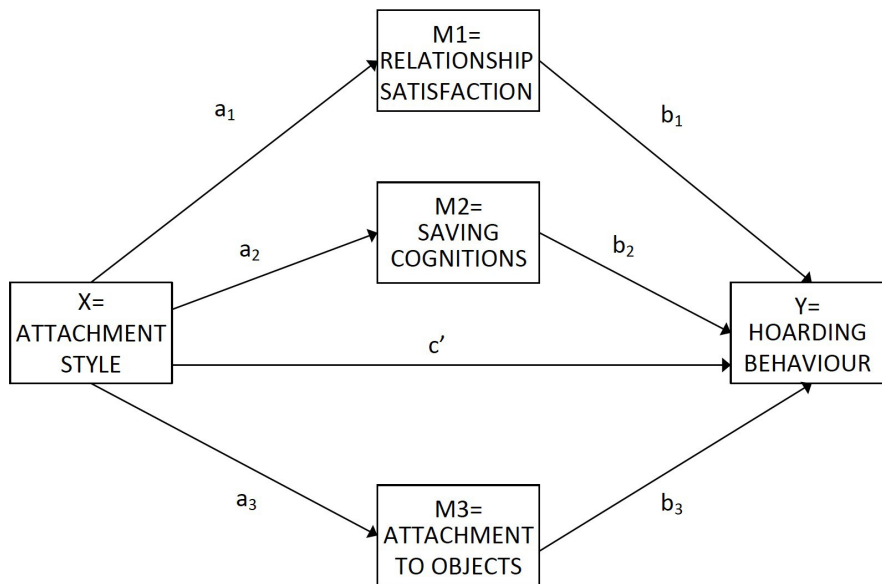 M1=
RELATIONSHIP
SATISFACTION
a₁
b₁
M2=
SAVING
COGNITIONS
a₂
b₂
X=
ATTACHMENT
STYLE
Y=
HOARDING
BEHAVIOUR
c’
a₃
b₃
M3=
ATTACHMENT
TO OBJECTS